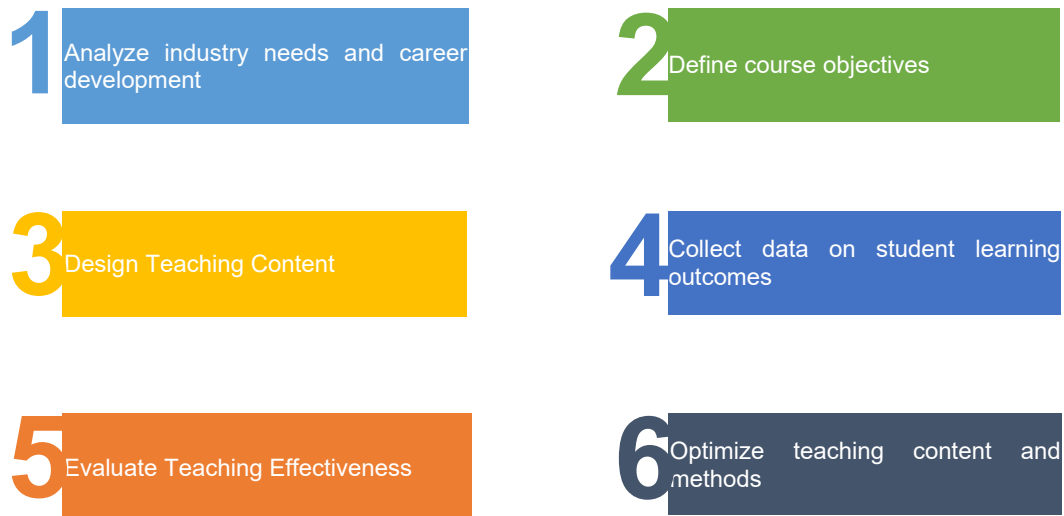 1
Analyze industry needs and career
development
2
Define course objectives
3
Design Teaching Content
4
Collect data on student learning
outcomes
5
Evaluate Teaching Effectiveness
6
Optimize teaching content and
methods